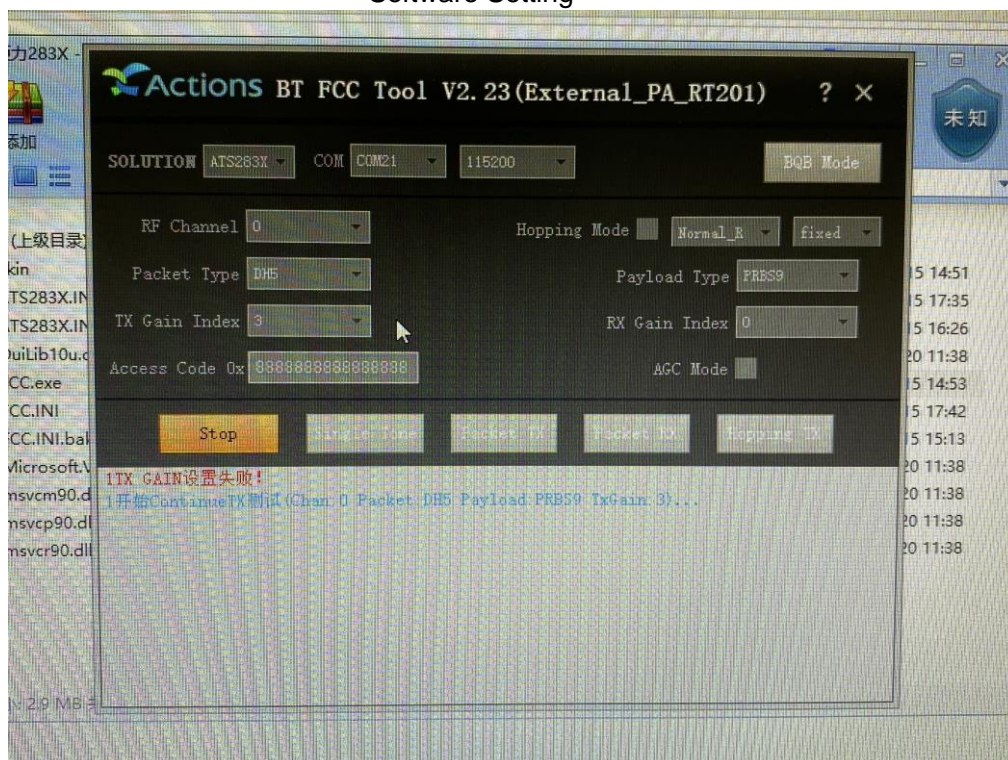 Software Setting
力283X -
Actions BT FCC Tool V2.23(External_PA_RT201) ? ×
未知
添加
SOLUTION ATS283X COM COM21 115200 BQB Mode
RF Channel 0 Hopping Mode Normal_R fixed
(上级目录)
kin
Packet Type DH5 Payload Type PRBS9
15 14:51
TS283X.IN
15 17:35
TX Gain Index 3 RX Gain Index 0
TS283X.IN
15 16:26
DuiLib10u.d
20 11:38
Access Code 0x 8888888888888888 AGC Mode
CC.exe
15 14:53
CC.INI
15 17:42
Stop Single Tone Packet TX Packet RX Hopping TX
CC.INI.bak
15 15:13
Microsoft.V
20 11:38
1TX GAIN设置失败!
msvcm90.d
20 11:38
1开始ContinueTX测试(Chan:0 Packet:DH5 Payload:PRBS9 TxGain:3)...
msvcp90.dl
20 11:38
msvcr90.dll
20 11:38
2.9 MB